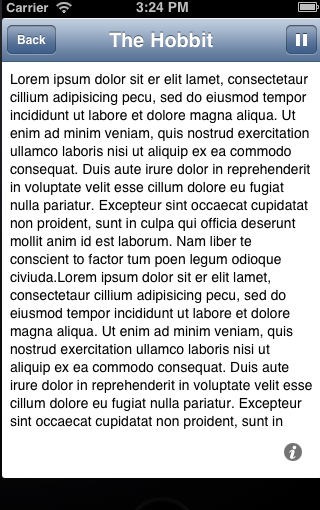 Carrier 3:24 PM
Back The Hobbit
Lorem ipsum dolor sit er elit lamet, consectetaur
cillium adipisicing pecu, sed do eiusmod tempor
incididunt ut labore et dolore magna aliqua. Ut
enim ad minim veniam, quis nostrud exercitation
ullamco laboris nisi ut aliquip ex ea commodo
consequat. Duis aute irure dolor in reprehenderit
in voluptate velit esse cillum dolore eu fugiat
nulla pariatur. Excepteur sint occaecat cupidatat
non proident, sunt in culpa qui officia deserunt
mollit anim id est laborum. Nam liber te
conscient to factor tum poen legum odioque
civiuda.Lorem ipsum dolor sit er elit lamet,
consectetaur cillium adipisicing pecu, sed do
eiusmod tempor incididunt ut labore et dolore
magna aliqua. Ut enim ad minim veniam, quis
nostrud exercitation ullamco laboris nisi ut
aliquip ex ea commodo consequat. Duis aute
irure dolor in reprehenderit in voluptate velit esse
cillum dolore eu fugiat nulla pariatur. Excepteur
sint occaecat cupidatat non proident, sunt in